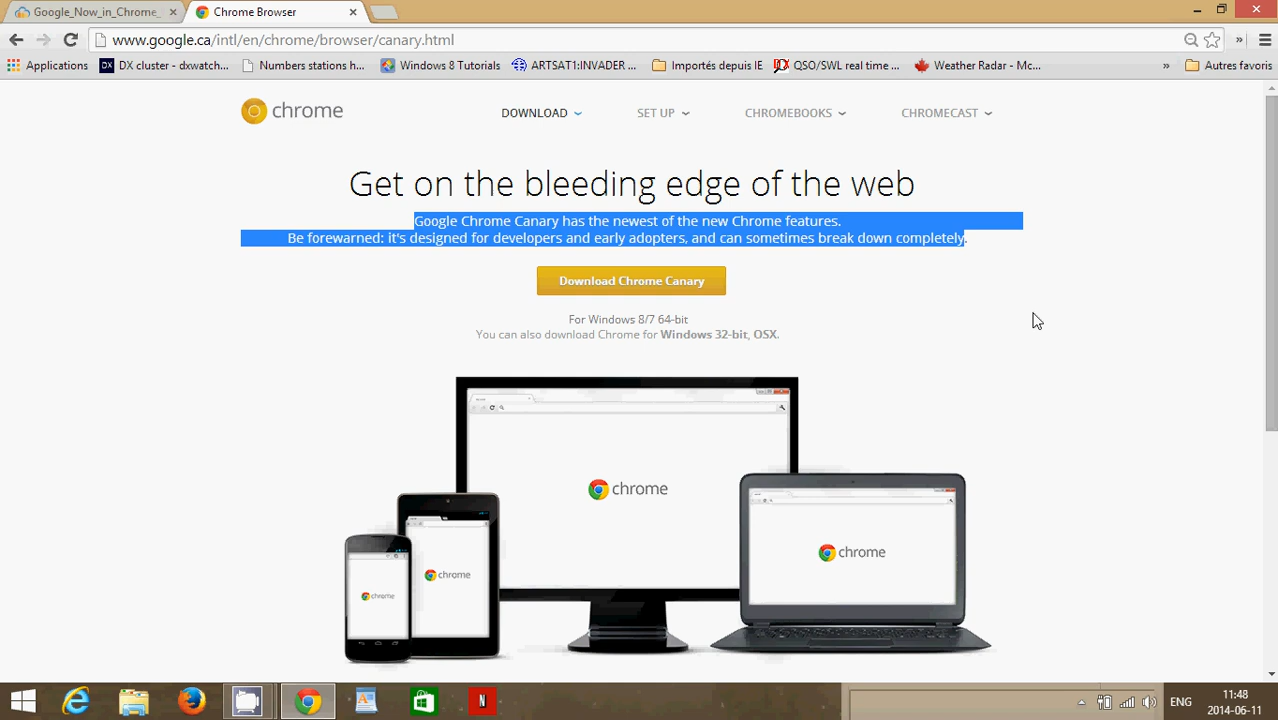 Google_Now_in_Chrome_
Chrome Browser
www.google.ca/intl/en/chrome/browser/canary.html
Applications DX DX cluster - dxwatch... Numbers stations h... Windows 8 Tutorials ARTSAT1:INVADER ... Importés depuis IE QSO/SWL real time ... Weather Radar - Mc... » Autres favoris
chrome DOWNLOAD SET UP CHROMEBOOKS CHROMECAST
Get on the bleeding edge of the web
Google Chrome Canary has the newest of the new Chrome features.
Be forewarned: it's designed for developers and early adopters, and can sometimes break down completely.
Download Chrome Canary
For Windows 8/7 64-bit
You can also download Chrome for Windows 32-bit, OSX.
chrome
chrome
chrome
chrome
N
ENG
11:48
2014-06-11